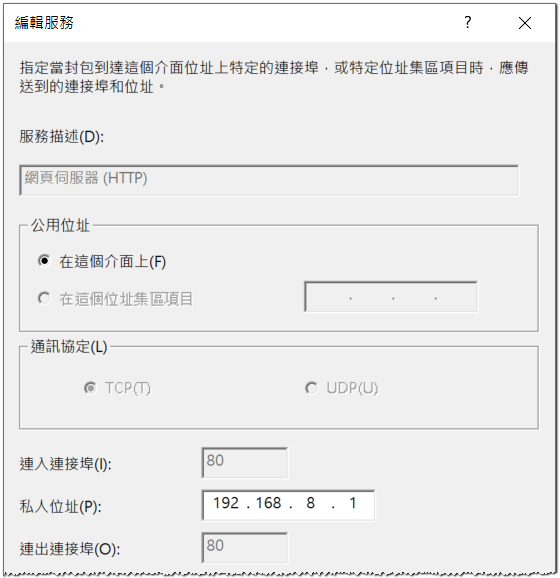 編輯服務 ?
指定當封包到達這個介面位址上特定的連接埠，或特定位址集區項目時，應傳
送到的連接埠和位址。
服務描述(D):
網頁伺服器 (HTTP)
公用位址
在這個介面上(F)
在這個位址集區項目 . . .
通訊協定(L)
TCP(T) UDP(U)
連入連接埠(I): 80
私人位址(P): 192 . 168 . 8 . 1
連出連接埠(O): 80